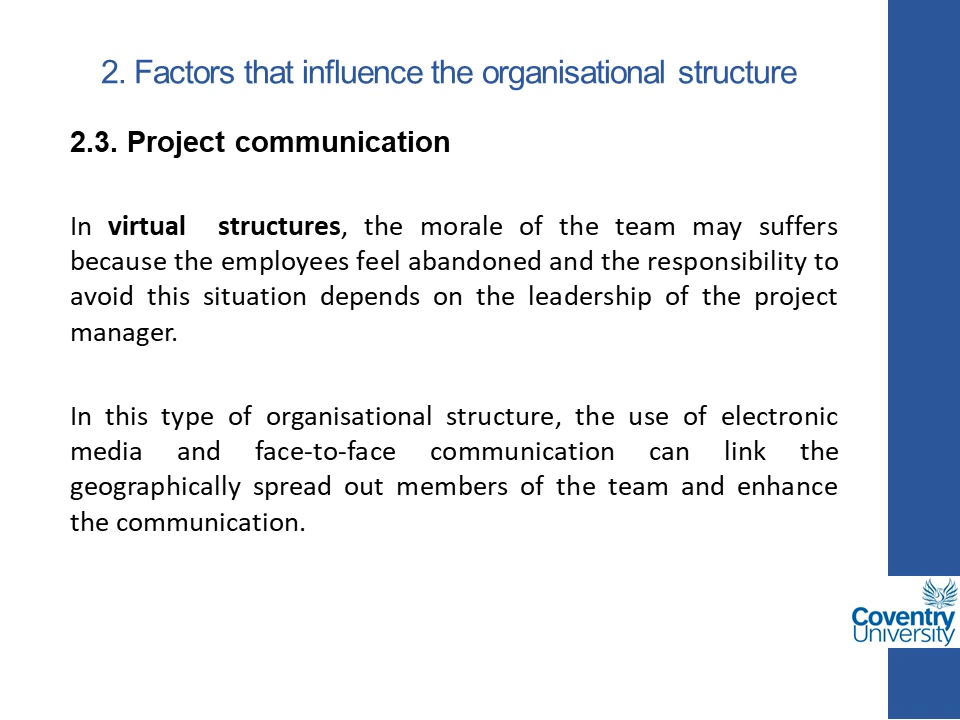 2. Factors that influence the organisational structure
2.3. Project communication
In virtual structures, the morale of the team may suffers
because the employees feel abandoned and the responsibility to
avoid this situation depends on the leadership of the project
manager.
In this type of organisational structure, the use of electronic
media and face-to-face communication can link the
geographically spread out members of the team and enhance
the communication.
Coventry
University